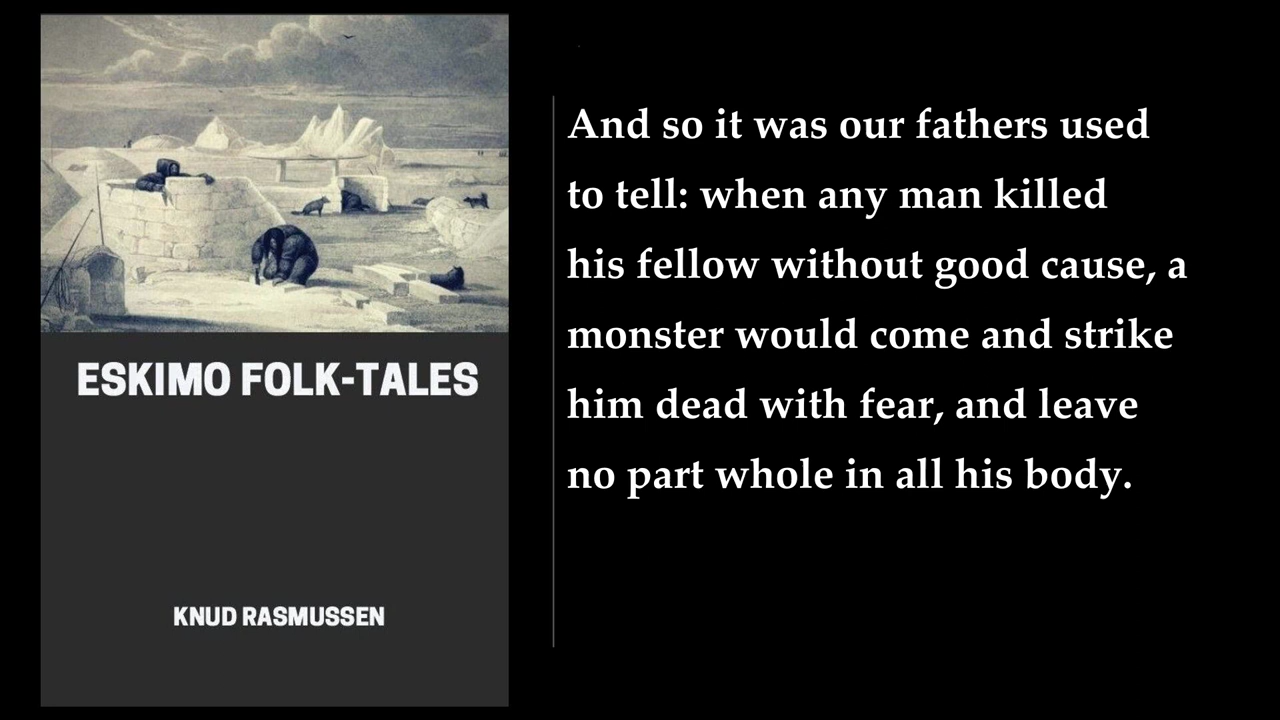 ESKIMO FOLK-TALES
KNUD RASMUSSEN
And so it was our fathers used
to tell: when any man killed
his fellow without good cause, a
monster would come and strike
him dead with fear, and leave
no part whole in all his body.